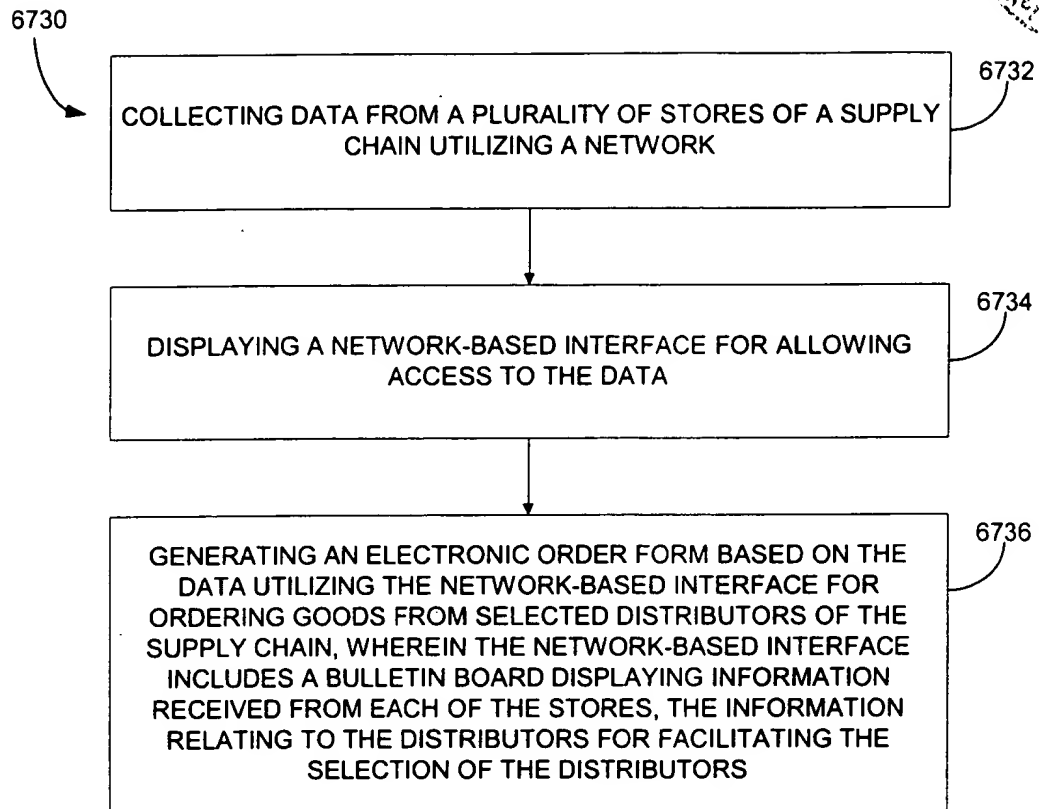 6730
6732
COLLECTING DATA FROM A PLURALITY OF STORES OF A SUPPLY
CHAIN UTILIZING A NETWORK
6734
DISPLAYING A NETWORK-BASED INTERFACE FOR ALLOWING
ACCESS TO THE DATA
6736
GENERATING AN ELECTRONIC ORDER FORM BASED ON THE
DATA UTILIZING THE NETWORK-BASED INTERFACE FOR
ORDERING GOODS FROM SELECTED DISTRIBUTORS OF THE
SUPPLY CHAIN, WHEREIN THE NETWORK-BASED INTERFACE
INCLUDES A BULLETIN BOARD DISPLAYING INFORMATION
RECEIVED FROM EACH OF THE STORES, THE INFORMATION
RELATING TO THE DISTRIBUTORS FOR FACILITATING THE
SELECTION OF THE DISTRIBUTORS